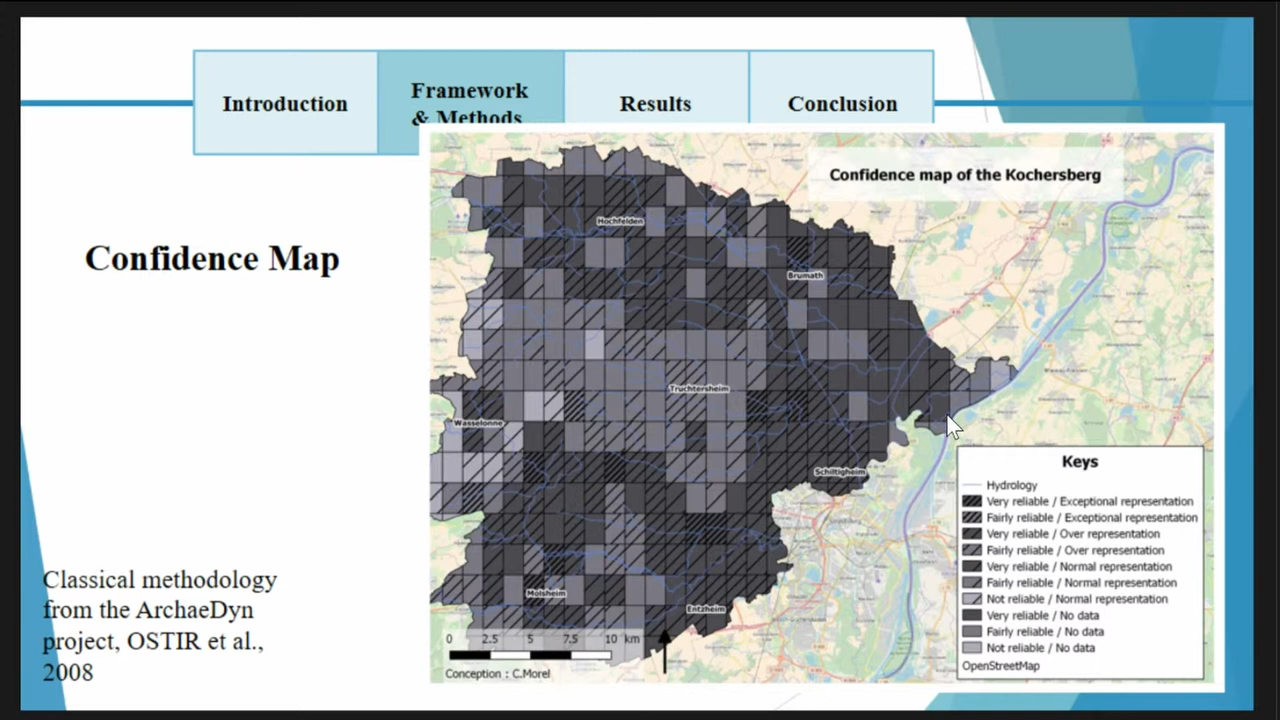 Introduction
Framework
& Methods
Results
Conclusion
Confidence Map
Classical methodology
from the ArchaeDyn
project, OSTIR et al.,
2008
Confidence map of the Kochersberg
Hochfelden
Brumath
Truchtersheim
Wasselonne
Schiltigheim
Molsheim
Entzheim
0 2.5 5 7.5 10 km
Conception : C.Morel
Keys
Hydrology
Very reliable / Exceptional representation
Fairly reliable / Exceptional representation
Very reliable / Over representation
Fairly reliable / Over representation
Very reliable / Normal representation
Fairly reliable / Normal representation
Not reliable / Normal representation
Very reliable / No data
Fairly reliable / No data
Not reliable / No data
OpenStreetMap